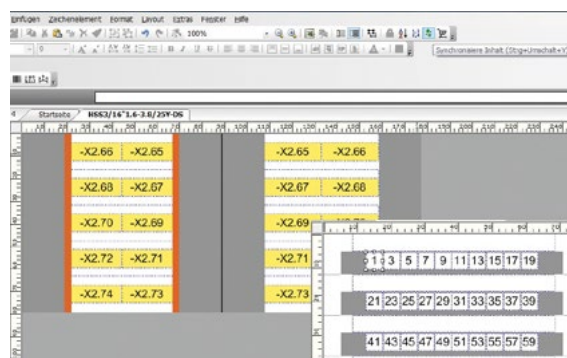 Einfügen Zeichenelement Format Layout Extras Fenster Hilfe
100%
Synchronisiere Inhalt (Strg+Umschalt+V)
Startseite HSS3/16"1.6-3.8/25Y-DS
-X2.66 -X2.65 -X2.65 -X2.66
-X2.68 -X2.67 -X2.67 -X2.68
-X2.70 -X2.69 -X2.69
-X2.72 -X2.71 -X2.71
-X2.74 -X2.73 -X2.73
1 3 5 7 9 11 13 15 17 19
21 23 25 27 29 31 33 35 37 39
41 43 45 47 49 51 53 55 57 59